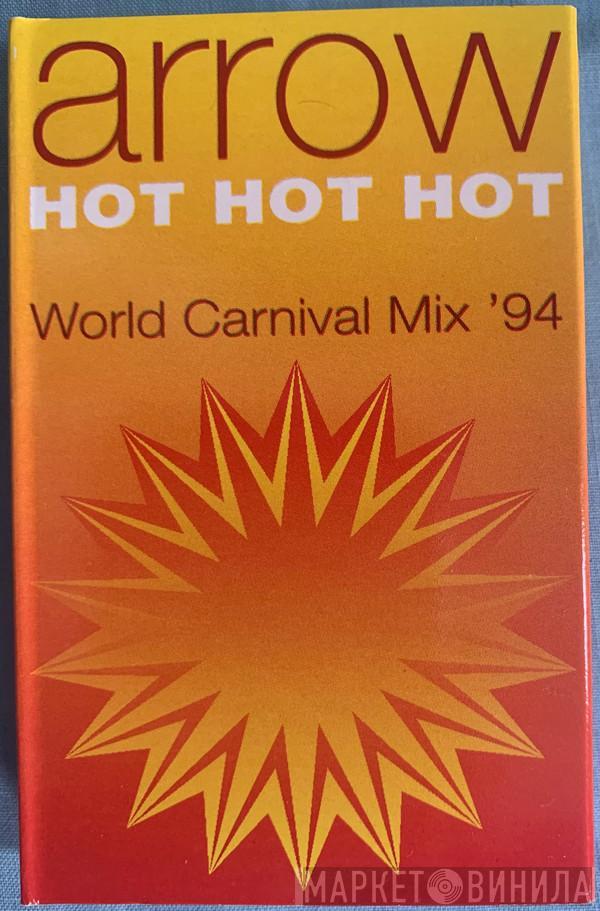 arrow
HOT HOT HOT
World Carnival Mix ’94
МАРКЕТ ВИНИЛА